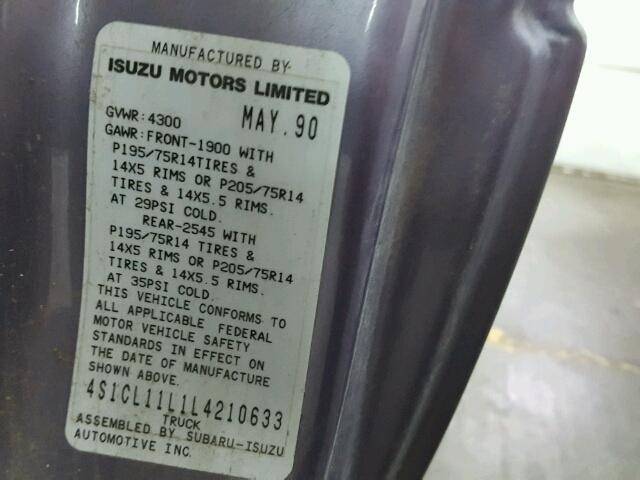 MANUFACTURED BY
ISUZU MOTORS LIMITED
GVWR:4300 MAY.90
GAWR:FRONT-1900 WITH
P195/75R14TIRES &
14X5 RIMS OR P205/75R14
TIRES & 14X5.5 RIMS.
AT 29PSI COLD.
REAR-2545 WITH
P195/75R14 TIRES &
14X5 RIMS OR P205/75R14
TIRES & 14X5.5 RIMS.
AT 35PSI COLD.
THIS VEHICLE CONFORMS TO
ALL APPLICABLE FEDERAL
MOTOR VEHICLE SAFETY
STANDARDS IN EFFECT ON
THE DATE OF MANUFACTURE
SHOWN ABOVE.
4S1CL11L1L4210633
TRUCK
ASSEMBLED BY SUBARU-ISUZU
AUTOMOTIVE INC.